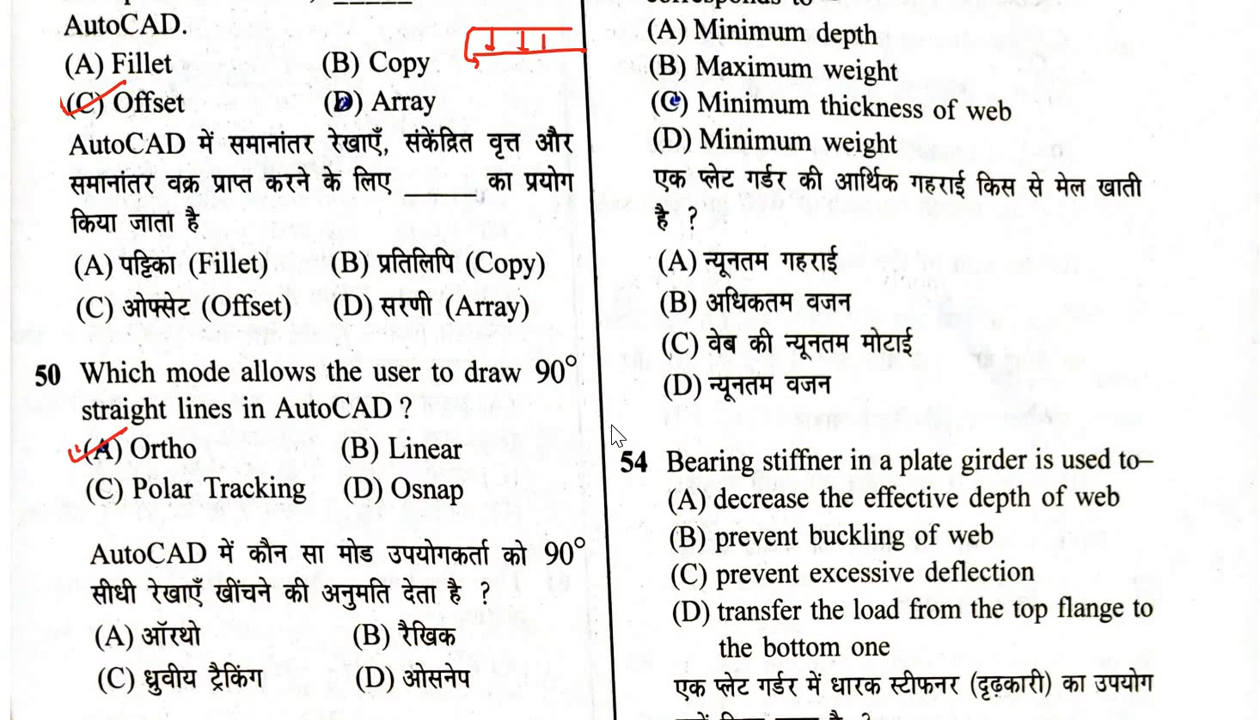 AutoCAD.
(A) Fillet (B) Copy
(C) Offset (D) Array
AutoCAD में समानांतर रेखाएँ, संकेंद्रित वृत्त और
समानांतर वक्र प्राप्त करने के लिए ______ का प्रयोग
किया जाता है
(A) पट्टिका (Fillet) (B) प्रतिलिपि (Copy)
(C) ओफ्सेट (Offset) (D) सरणी (Array)
50 Which mode allows the user to draw 90°
straight lines in AutoCAD ?
(A) Ortho (B) Linear
(C) Polar Tracking (D) Osnap
AutoCAD में कौन सा मोड उपयोगकर्ता को 90°
सीधी रेखाएँ खींचने की अनुमति देता है ?
(A) ऑरथो (B) रैखिक
(C) ध्रुवीय ट्रैकिंग (D) ओसनेप
(A) Minimum depth
(B) Maximum weight
(C) Minimum thickness of web
(D) Minimum weight
एक प्लेट गर्डर की आर्थिक गहराई किस से मेल खाती
है ?
(A) न्यूनतम गहराई
(B) अधिकतम वजन
(C) वेब की न्यूनतम मोटाई
(D) न्यूनतम वजन
54 Bearing stiffner in a plate girder is used to–
(A) decrease the effective depth of web
(B) prevent buckling of web
(C) prevent excessive deflection
(D) transfer the load from the top flange to
the bottom one
एक प्लेट गर्डर में धारक स्टीफनर (दृढ़कारी) का उपयोग